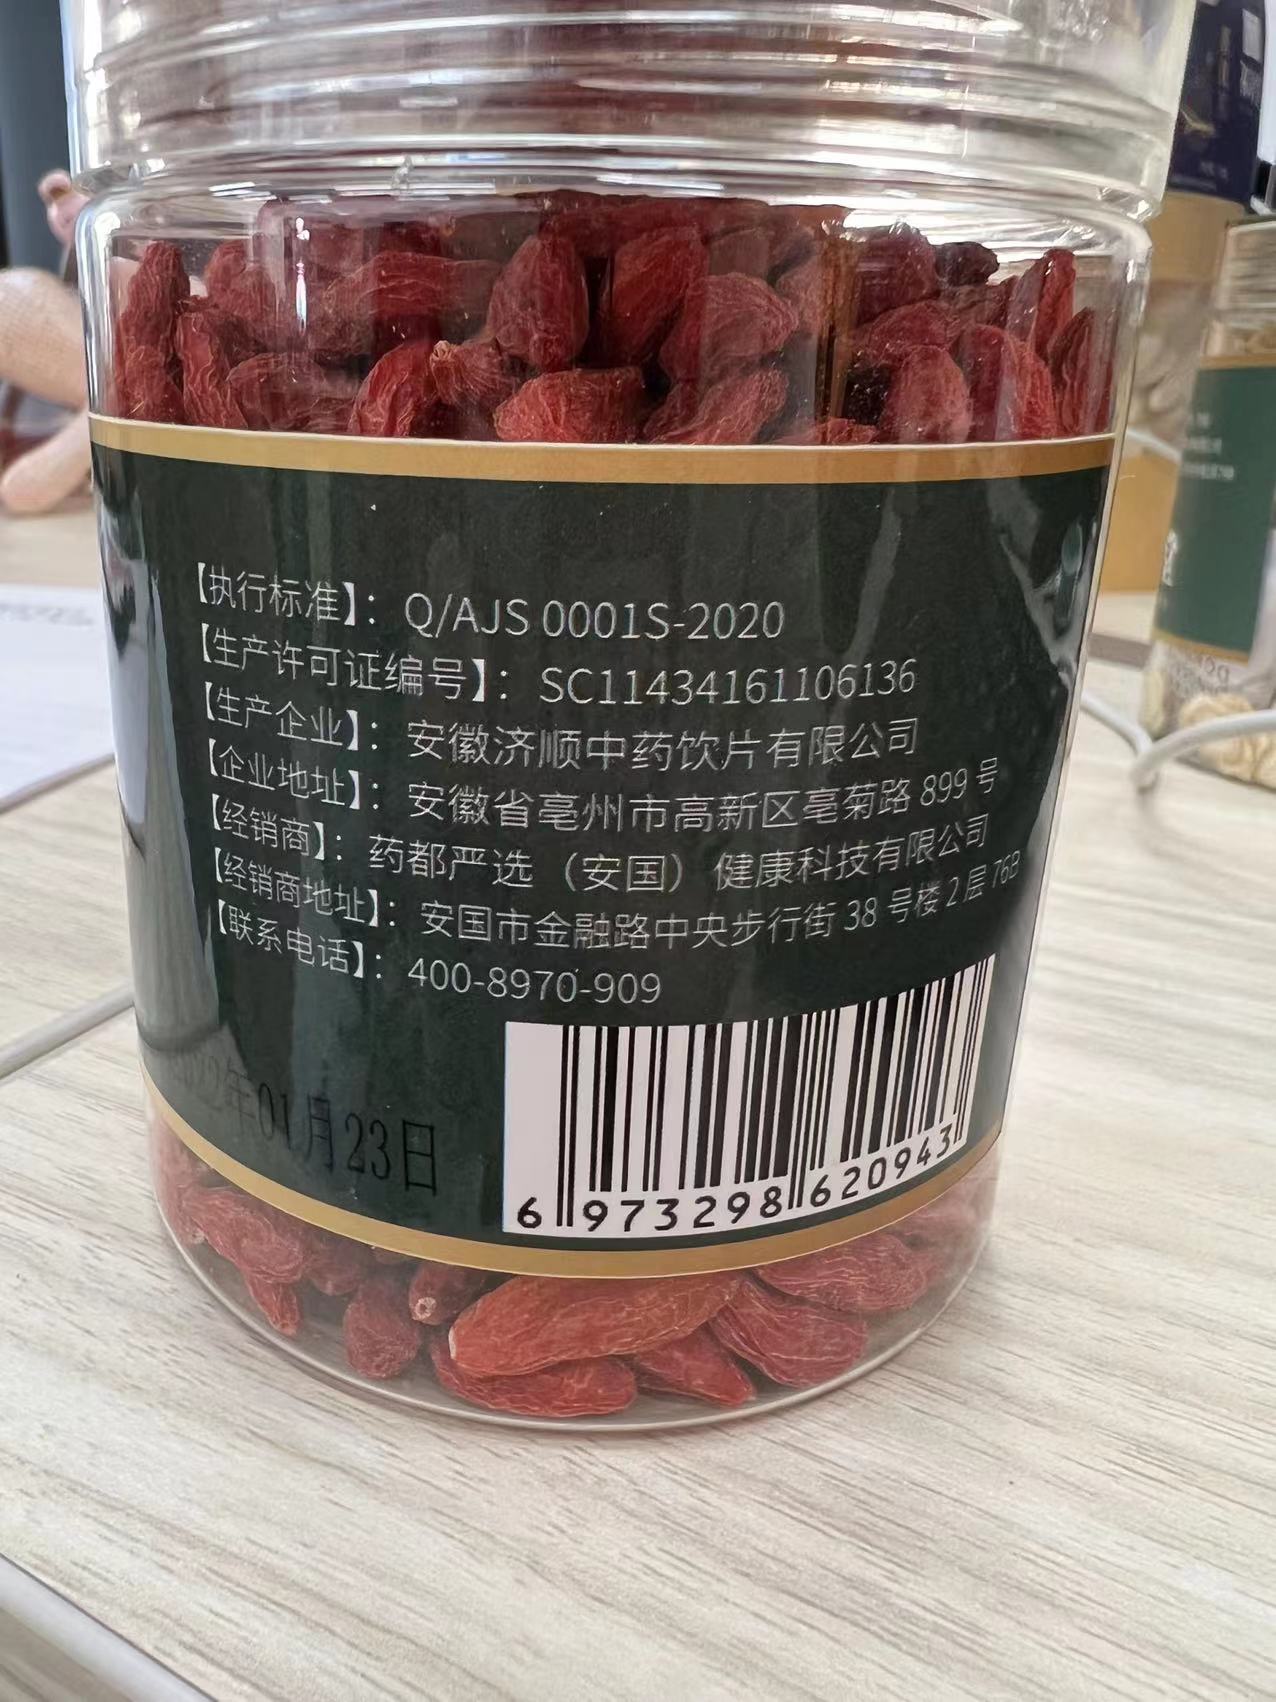 【执行标准】：Q/AJS 0001S-2020
【生产许可证编号】：SC11434161106136
【生产企业】：安徽济顺中药饮片有限公司
【企业地址】：安徽省亳州市高新区亳菊路 899 号
【经销商】：药都严选（安国）健康科技有限公司
【经销商地址】：安国市金融路中央步行街 38 号楼 2 层 76B
【联系电话】：400-8970-909
22年01月23日
6 973298 620943